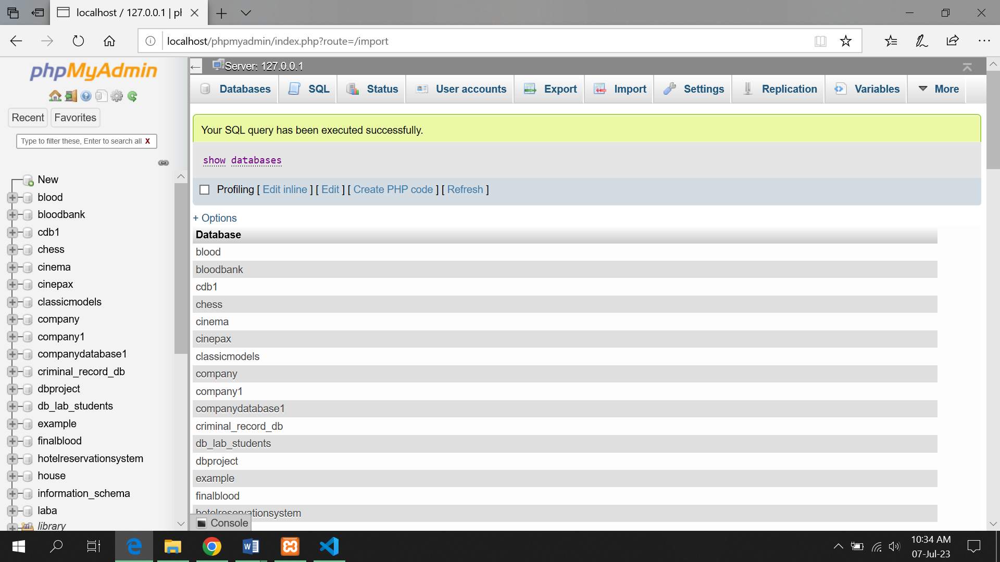 localhost / 127.0.0.1 | pl
localhost/phpmyadmin/index.php?route=/import
phpMyAdmin
Recent Favorites
Type to filter these, Enter to search all X
New
blood
bloodbank
cdb1
chess
cinema
cinepax
classicmodels
company
company1
companydatabase1
criminal_record_db
dbproject
db_lab_students
example
finalblood
hotelreservationsystem
house
information_schema
laba
library
Server: 127.0.0.1
Databases SQL Status User accounts Export Import Settings Replication Variables More
Your SQL query has been executed successfully.
show databases
Profiling [ Edit inline ] [ Edit ] [ Create PHP code ] [ Refresh ]
+ Options
Database
blood
bloodbank
cdb1
chess
cinema
cinepax
classicmodels
company
company1
companydatabase1
criminal_record_db
db_lab_students
dbproject
example
finalblood
hotelreservationsystem
Console
10:34 AM
07-Jul-23